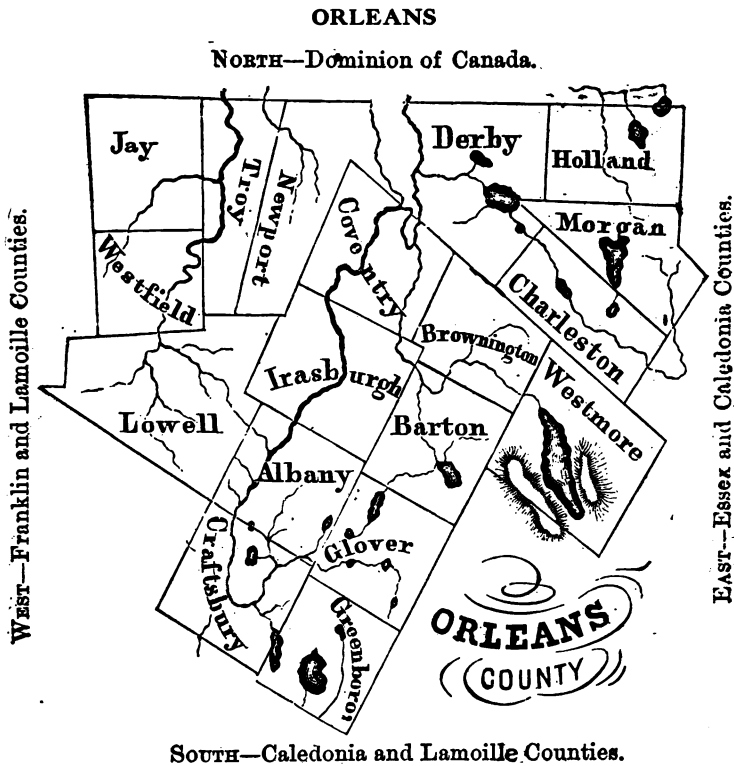 ORLEANS
NORTH—Dominion of Canada.
Jay
Troy
Newport
Derby
Holland
Morgan
Westfield
Coventry
Charleston
Brownington
Westmore
Irasburgh
Lowell
Barton
Albany
Craftsbury
Glover
Greensboro
WEST—Franklin and Lamoille Counties.
EAST—Essex and Caledonia Counties.
ORLEANS
COUNTY
SOUTH—Caledonia and Lamoille Counties.